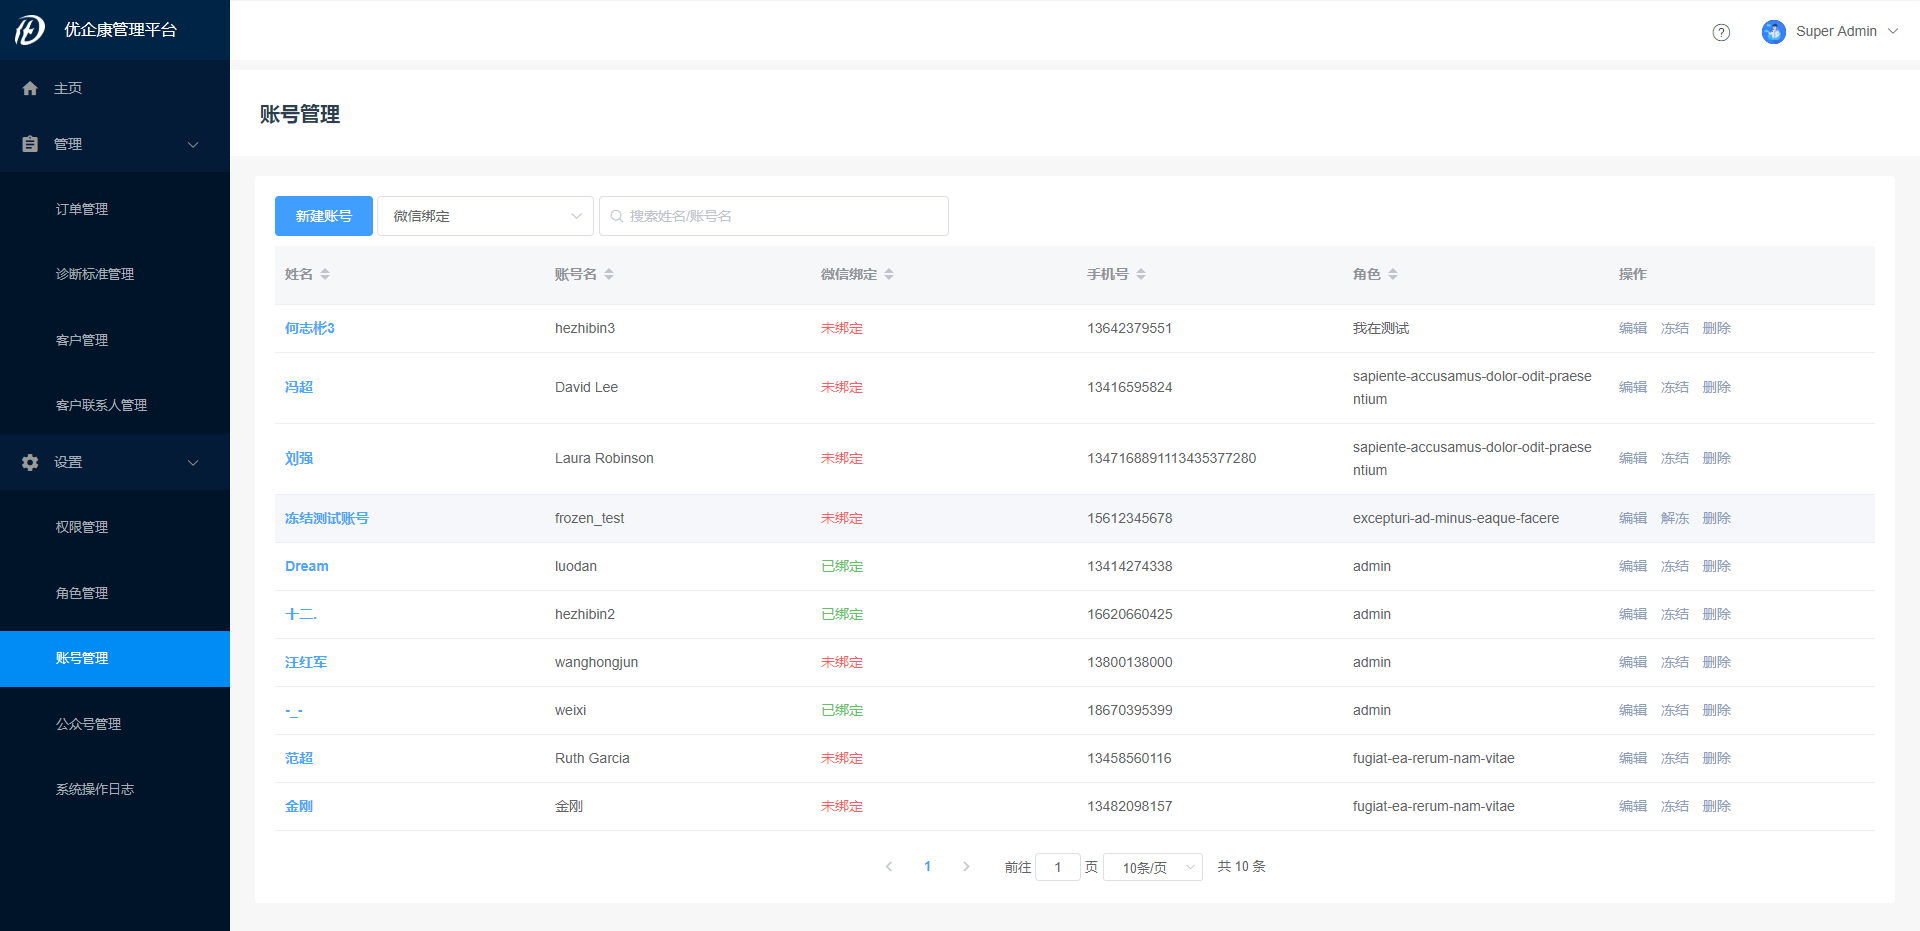 优企康管理平台
Super Admin
主页
管理
订单管理
诊断标准管理
客户管理
客户联系人管理
设置
权限管理
角色管理
账号管理
公众号管理
系统操作日志
账号管理
新建账号 微信绑定 搜索姓名/账号名
姓名 账号名 微信绑定 手机号 角色 操作
何志彬3 hezhibin3 未绑定 13642379551 我在测试 编辑 冻结 删除
冯超 David Lee 未绑定 13416595824 sapiente-accusamus-dolor-odit-praese 编辑 冻结 删除
ntium
刘强 Laura Robinson 未绑定 1347168891113435377280 sapiente-accusamus-dolor-odit-praese 编辑 冻结 删除
ntium
冻结测试账号 frozen_test 未绑定 15612345678 excepturi-ad-minus-eaque-facere 编辑 解冻 删除
Dream luodan 已绑定 13414274338 admin 编辑 冻结 删除
十二. hezhibin2 已绑定 16620660425 admin 编辑 冻结 删除
汪红军 wanghongjun 未绑定 13800138000 admin 编辑 冻结 删除
-_- weixi 已绑定 18670395399 admin 编辑 冻结 删除
范超 Ruth Garcia 未绑定 13458560116 fugiat-ea-rerum-nam-vitae 编辑 冻结 删除
金刚 金刚 未绑定 13482098157 fugiat-ea-rerum-nam-vitae 编辑 冻结 删除
1 前往 1 页 10条/页 共 10 条